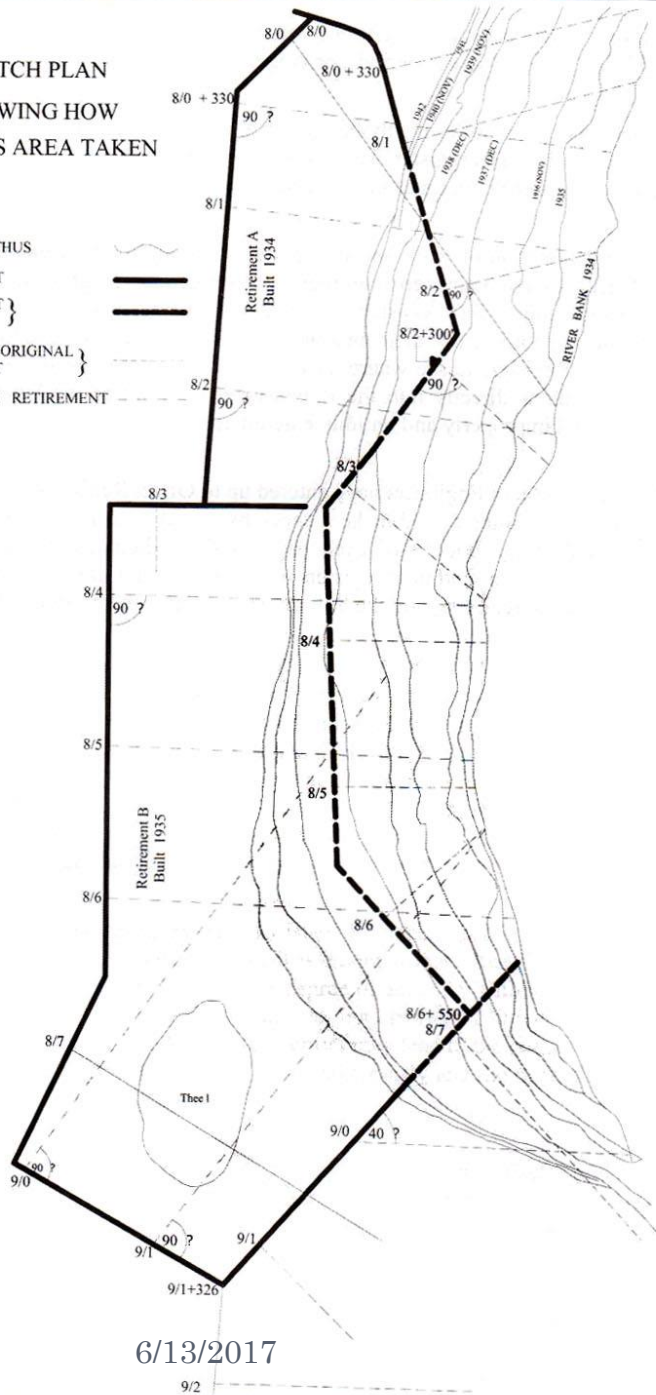 TCH PLAN
WING HOW
S AREA TAKEN
THUS
T
T }
ORIGINAL }
T
RETIREMENT
8/0
8/0
8/0 + 330
8/0 + 330
90 ?
8/1
8/1
1942
1941
1940 (NOV)
1939 (NOV)
1938 (DEC)
1937 (DEC)
1936 (NOV)
1935
RIVER BANK 1934
Retirement A
Built 1934
8/2
90 ?
8/2+300
90 ?
8/2
90 ?
8/3
8/3
8/4
90 ?
8/4
8/5
8/5
Retirement B
Built 1935
8/6
8/6
8/6+ 550
8/7
8/7
Thee l
9/0
40 ?
90 ?
9/0
90 ?
9/1
9/1
9/1+326
6/13/2017
9/2